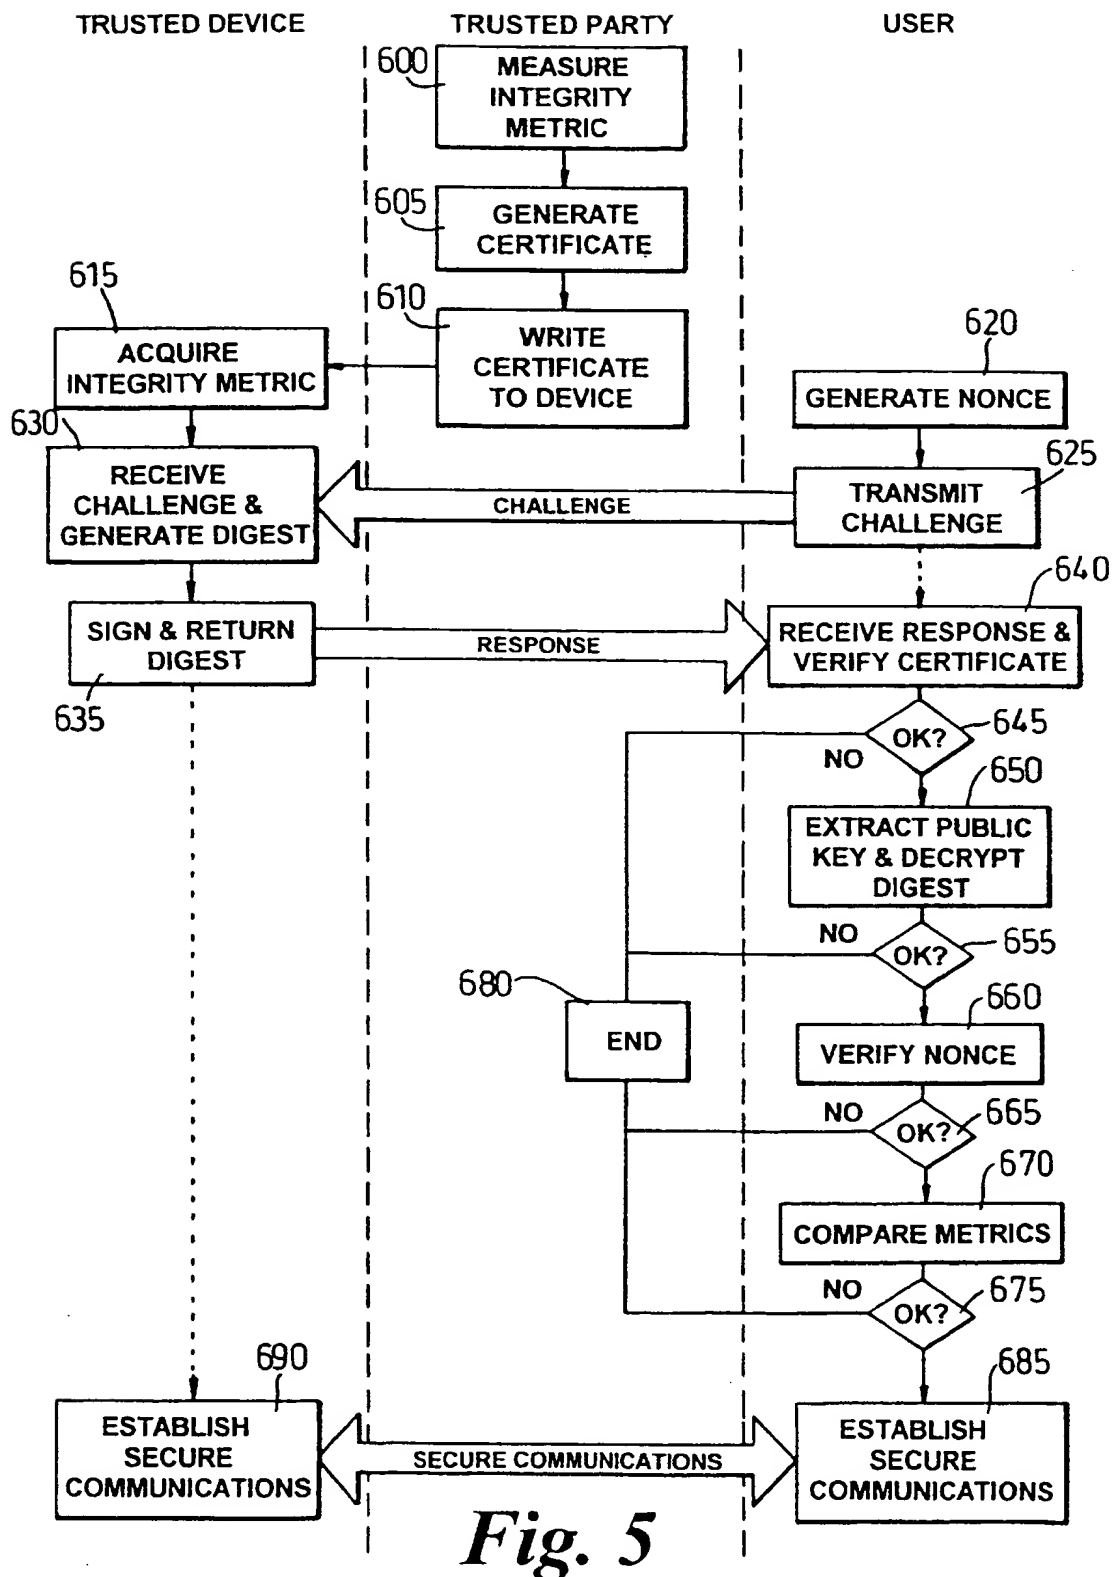 TRUSTED DEVICE
TRUSTED PARTY
USER
600
MEASURE
INTEGRITY
METRIC
605
GENERATE
CERTIFICATE
610
WRITE
CERTIFICATE
TO DEVICE
615
ACQUIRE
INTEGRITY METRIC
620
GENERATE NONCE
630
RECEIVE
CHALLENGE &
GENERATE DIGEST
CHALLENGE
625
TRANSMIT
CHALLENGE
SIGN & RETURN
DIGEST
635
RESPONSE
640
RECEIVE RESPONSE &
VERIFY CERTIFICATE
645
OK?
NO
650
EXTRACT PUBLIC
KEY & DECRYPT
DIGEST
NO
655
OK?
680
END
660
VERIFY NONCE
NO
665
OK?
670
COMPARE METRICS
NO
675
OK?
690
ESTABLISH
SECURE
COMMUNICATIONS
SECURE COMMUNICATIONS
685
ESTABLISH
SECURE
COMMUNICATIONS
Fig. 5